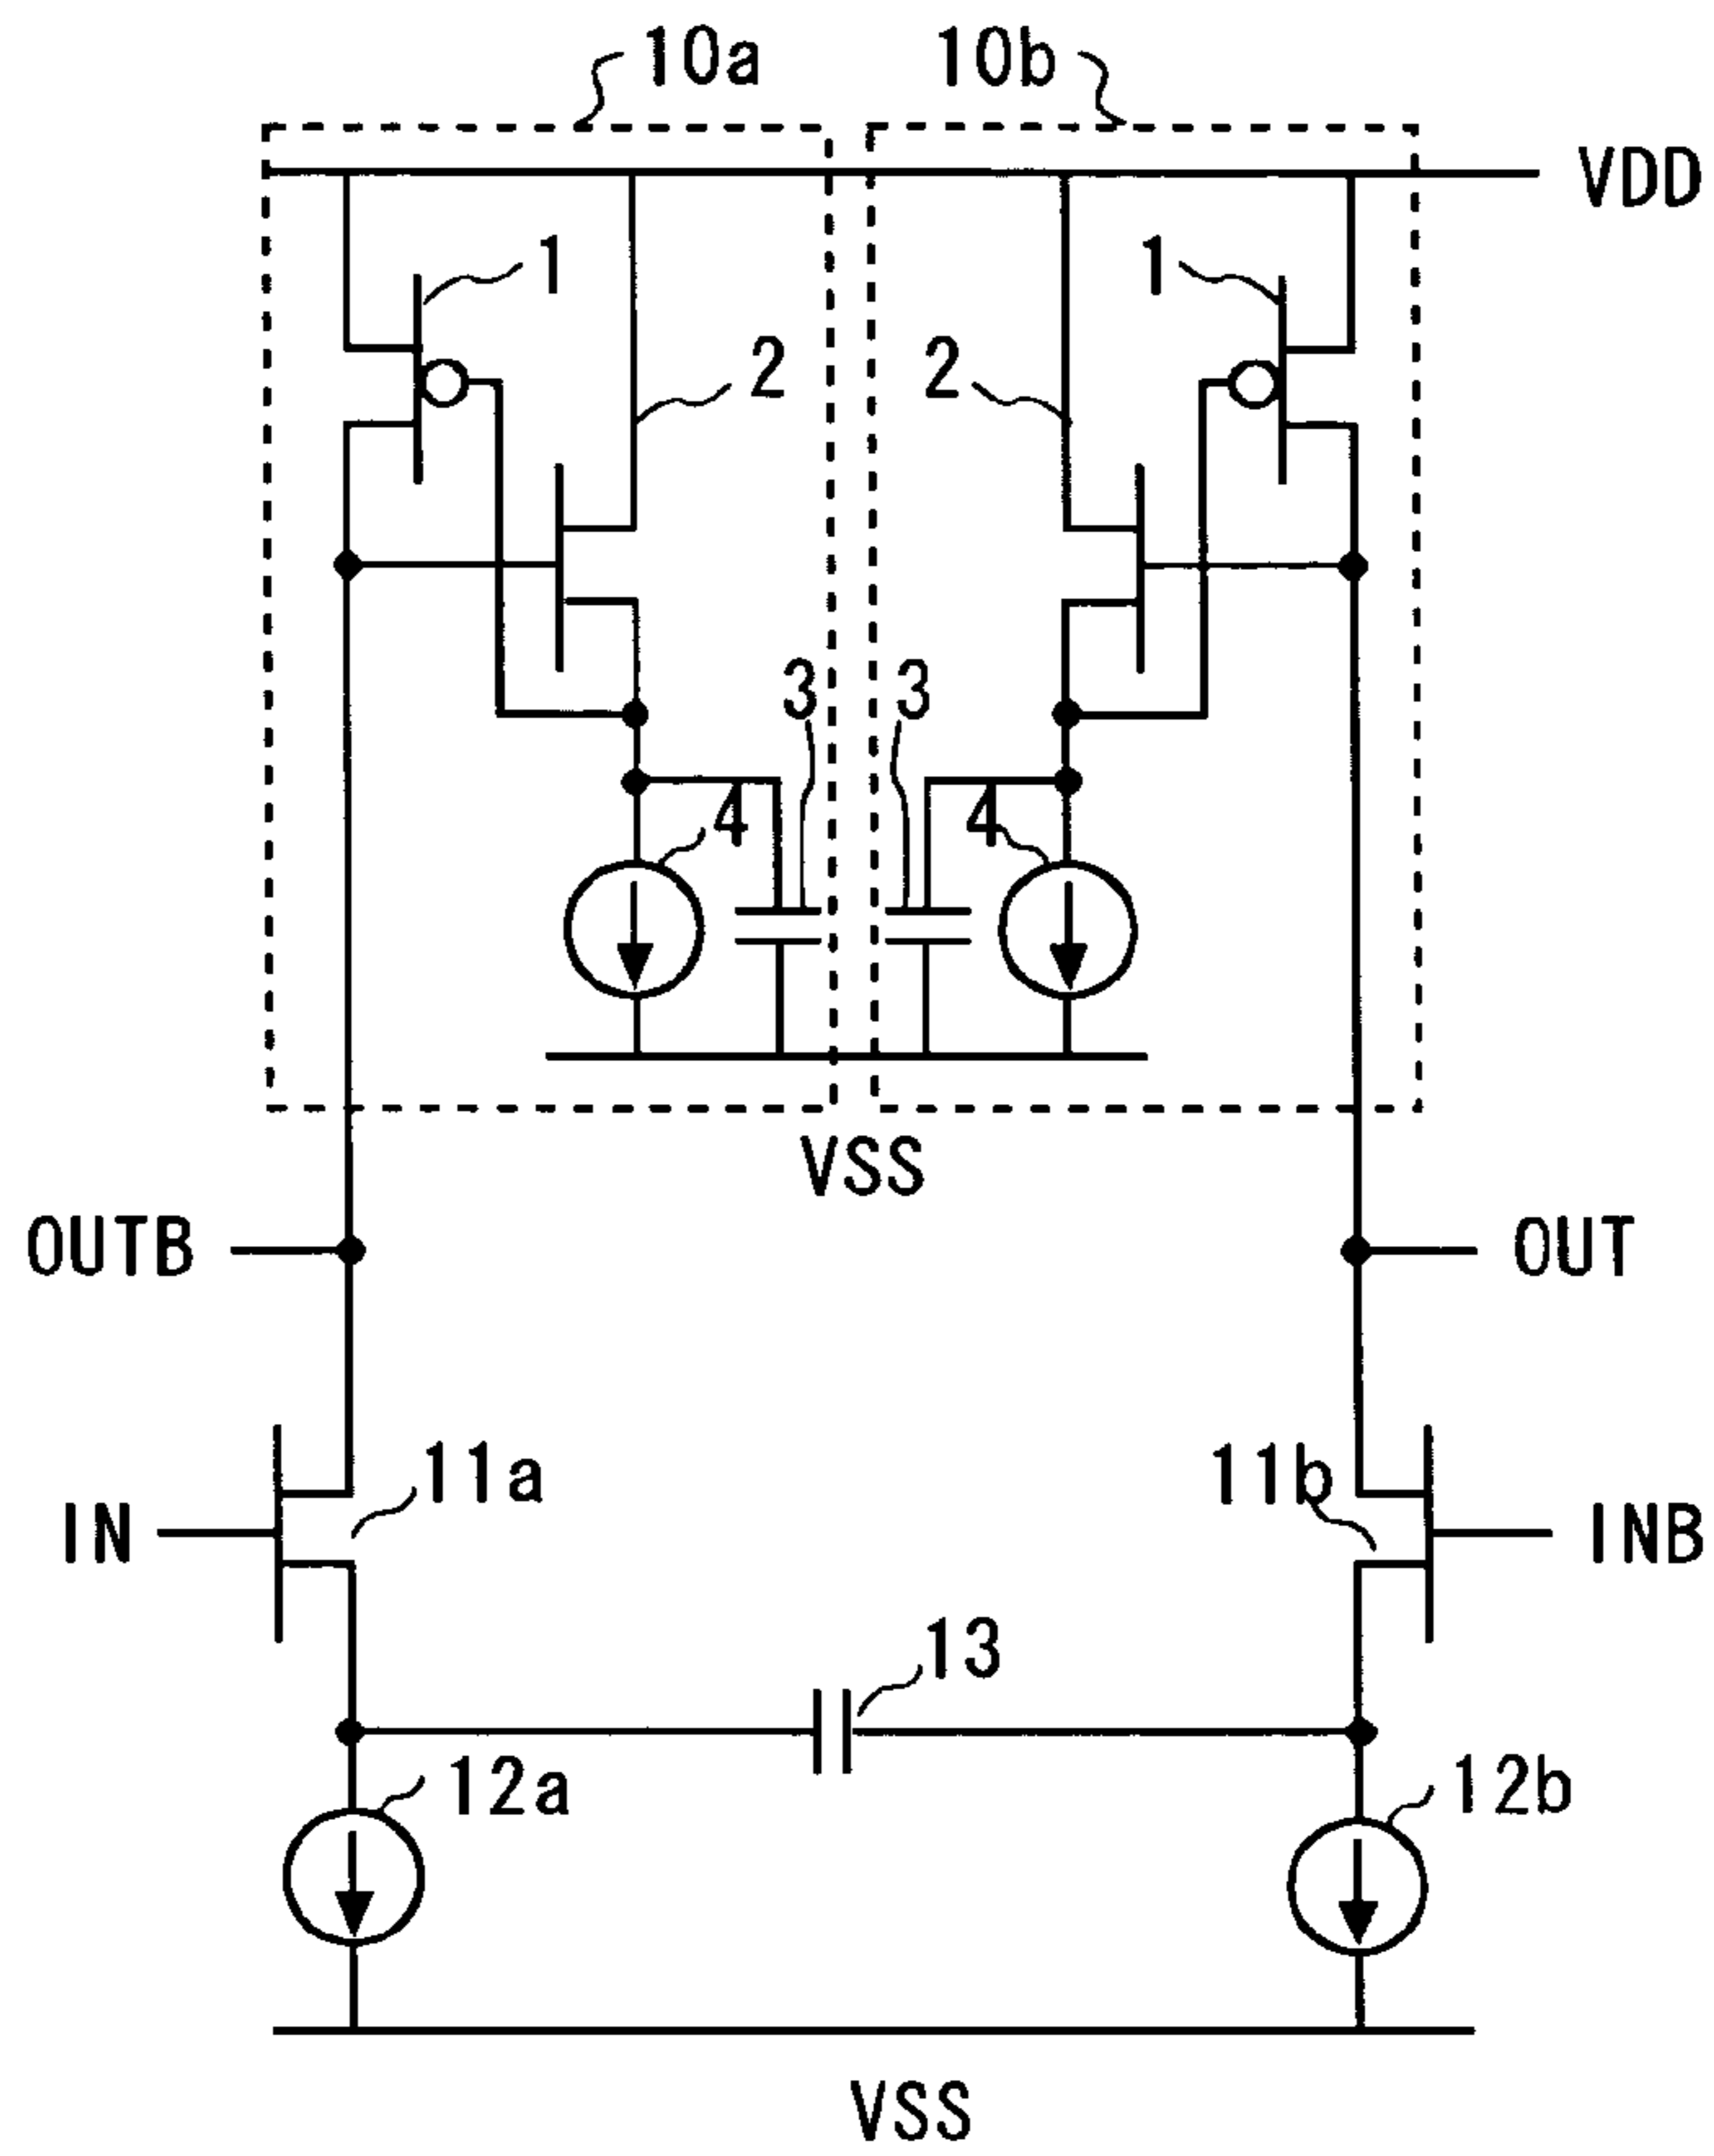 10a 10b
VDD
1 1
2 2
3 3
4 4
VSS
OUTB OUT
11a 11b
IN INB
13
12a 12b
VSS